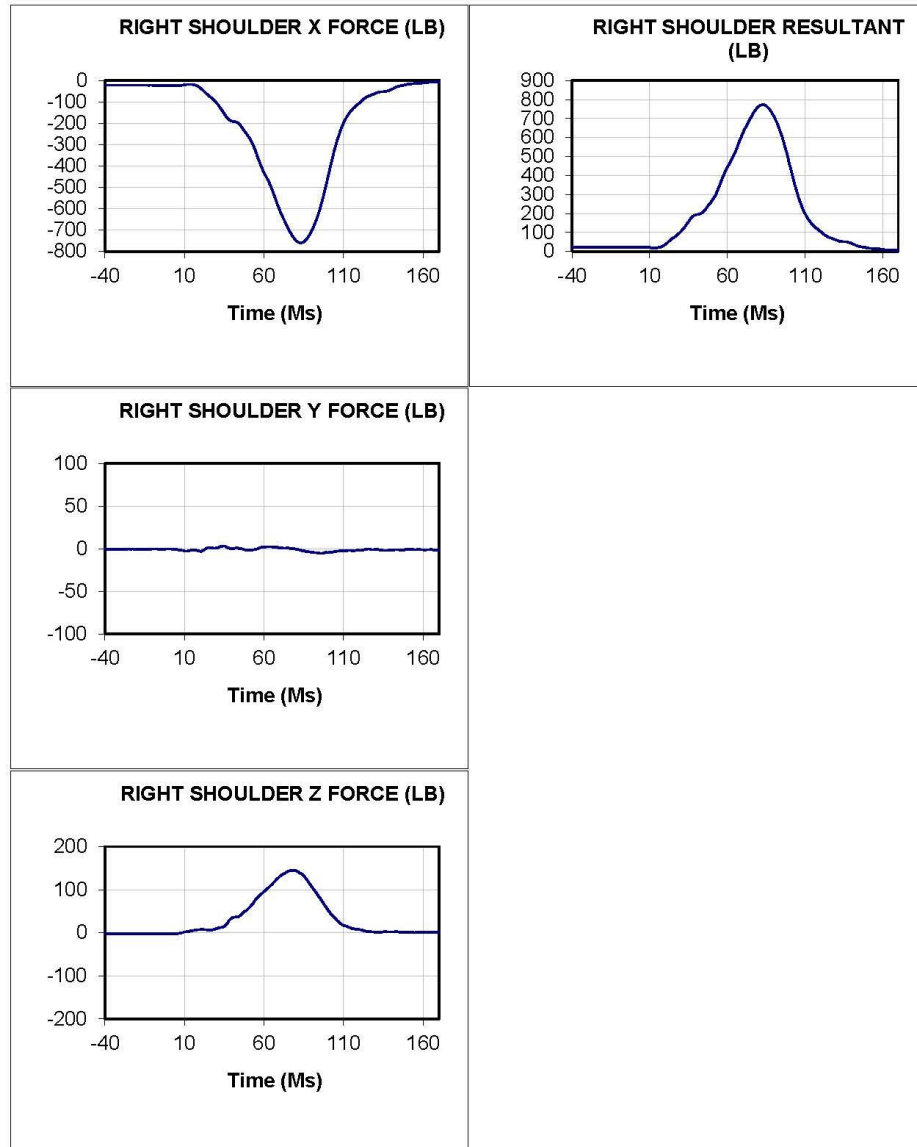 RIGHT SHOULDER X FORCE (LB)
0
-100
-200
-300
-400
-500
-600
-700
-800
-40 10 60 110 160
Time (Ms)
RIGHT SHOULDER RESULTANT
(LB)
900
800
700
600
500
400
300
200
100
0
-40 10 60 110 160
Time (Ms)
RIGHT SHOULDER Y FORCE (LB)
100
50
0
-50
-100
-40 10 60 110 160
Time (Ms)
RIGHT SHOULDER Z FORCE (LB)
200
100
0
-100
-200
-40 10 60 110 160
Time (Ms)